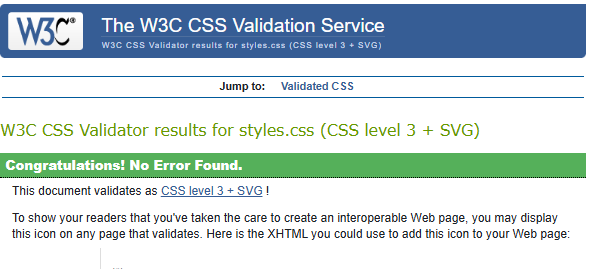 W3C®
The W3C CSS Validation Service
W3C CSS Validator results for styles.css (CSS level 3 + SVG)
Jump to: Validated CSS
W3C CSS Validator results for styles.css (CSS level 3 + SVG)
Congratulations! No Error Found.
This document validates as CSS level 3 + SVG !
To show your readers that you've taken the care to create an interoperable Web page, you may display
this icon on any page that validates. Here is the XHTML you could use to add this icon to your Web page: